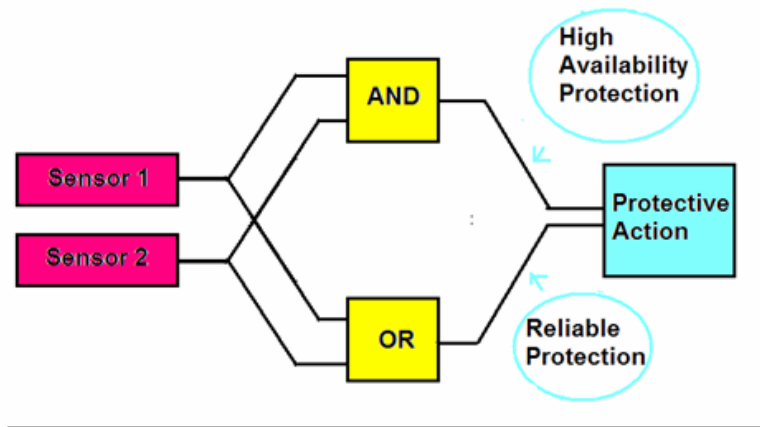 High
Availability
Protection
AND
Sensor 1
Protective
Action
Sensor 2
:
Reliable
Protection
OR